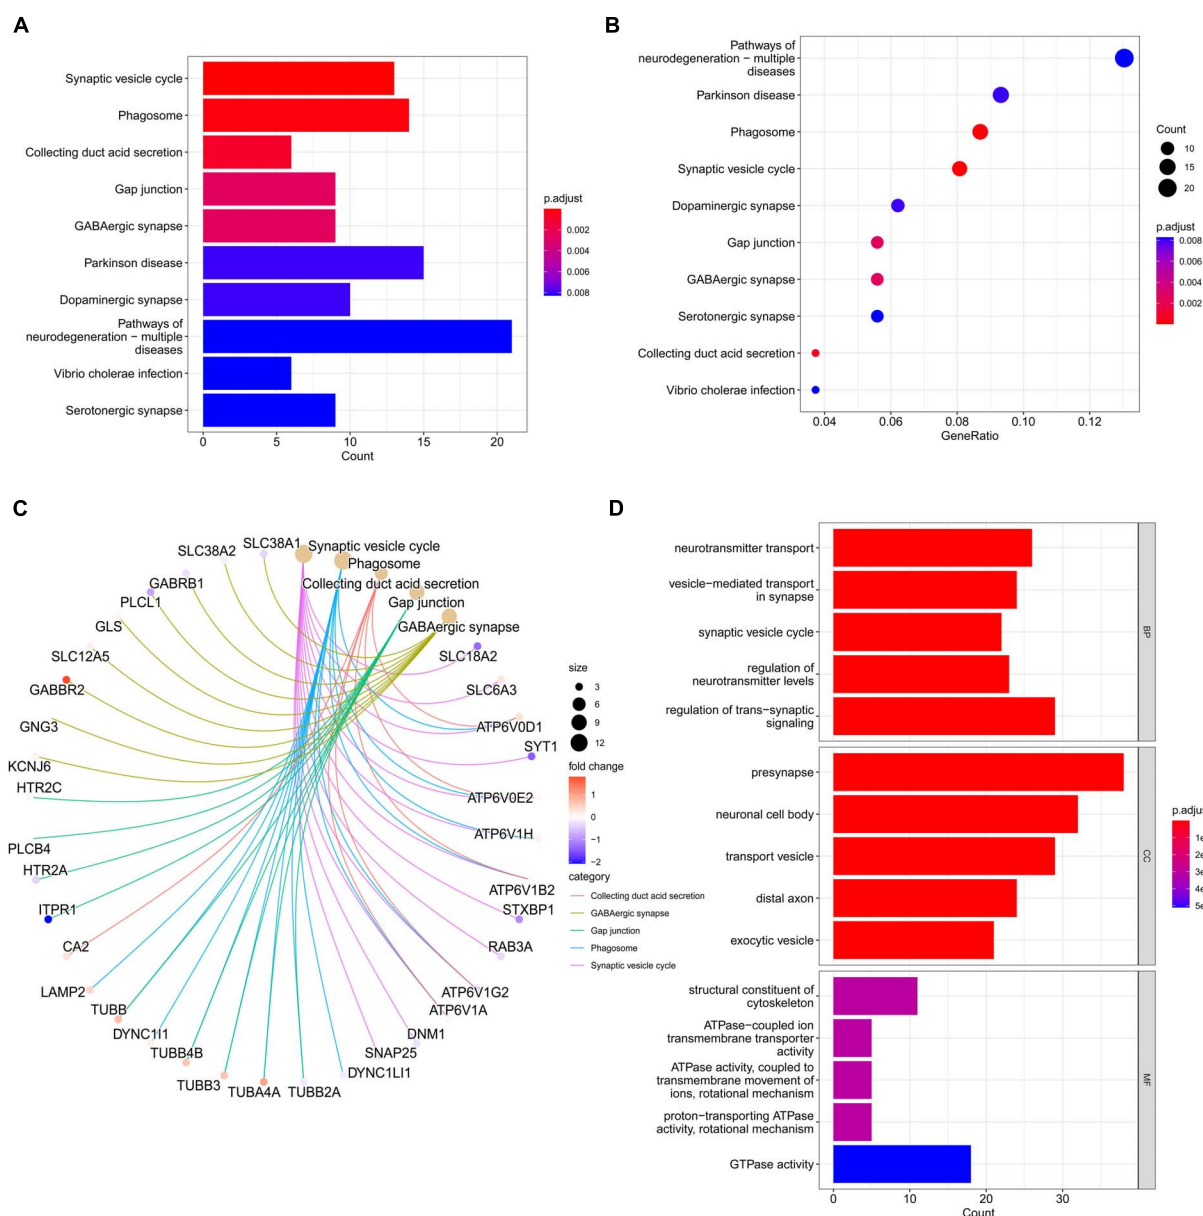 A
Synaptic vesicle cycle
Phagosome
Collecting duct acid secretion
Gap junction
GABAergic synapse
Parkinson disease
Dopaminergic synapse
Pathways of
neurodegeneration − multiple
diseases
Vibrio cholerae infection
Serotonergic synapse
0 5 10 15 20
Count
p.adjust
0.002
0.004
0.006
0.008
B
Pathways of
neurodegeneration − multiple
diseases
Parkinson disease
Phagosome
Synaptic vesicle cycle
Dopaminergic synapse
Gap junction
GABAergic synapse
Serotonergic synapse
Collecting duct acid secretion
Vibrio cholerae infection
0.04 0.06 0.08 0.10 0.12
GeneRatio
Count
10
15
20
p.adjust
0.008
0.006
0.004
0.002
C
SLC38A1
Synaptic vesicle cycle
SLC38A2
Phagosome
GABRB1
Collecting duct acid secretion
PLCL1
Gap junction
GLS
GABAergic synapse
SLC12A5
SLC18A2
GABBR2
SLC6A3
GNG3
ATP6V0D1
SYT1
KCNJ6
HTR2C
ATP6V0E2
ATP6V1H
PLCB4
HTR2A
ATP6V1B2
ITPR1
STXBP1
CA2
RAB3A
LAMP2
ATP6V1G2
TUBB
ATP6V1A
DYNC1I1
DNM1
TUBB4B
SNAP25
TUBB3
DYNC1LI1
TUBA4A
TUBB2A
size
3
6
9
12
fold change
1
0
−1
−2
category
Collecting duct acid secretion
GABAergic synapse
Gap junction
Phagosome
Synaptic vesicle cycle
D
neurotransmitter transport
vesicle−mediated transport
in synapse
synaptic vesicle cycle
regulation of
neurotransmitter levels
regulation of trans−synaptic
signaling
BP
presynapse
neuronal cell body
transport vesicle
distal axon
exocytic vesicle
CC
structural constituent of
cytoskeleton
ATPase−coupled ion
transmembrane transporter
activity
ATPase activity, coupled to
transmembrane movement of
ions, rotational mechanism
proton−transporting ATPase
activity, rotational mechanism
GTPase activity
MF
0 10 20 30
Count
p.adju
1e
2e
3e
4e
5e